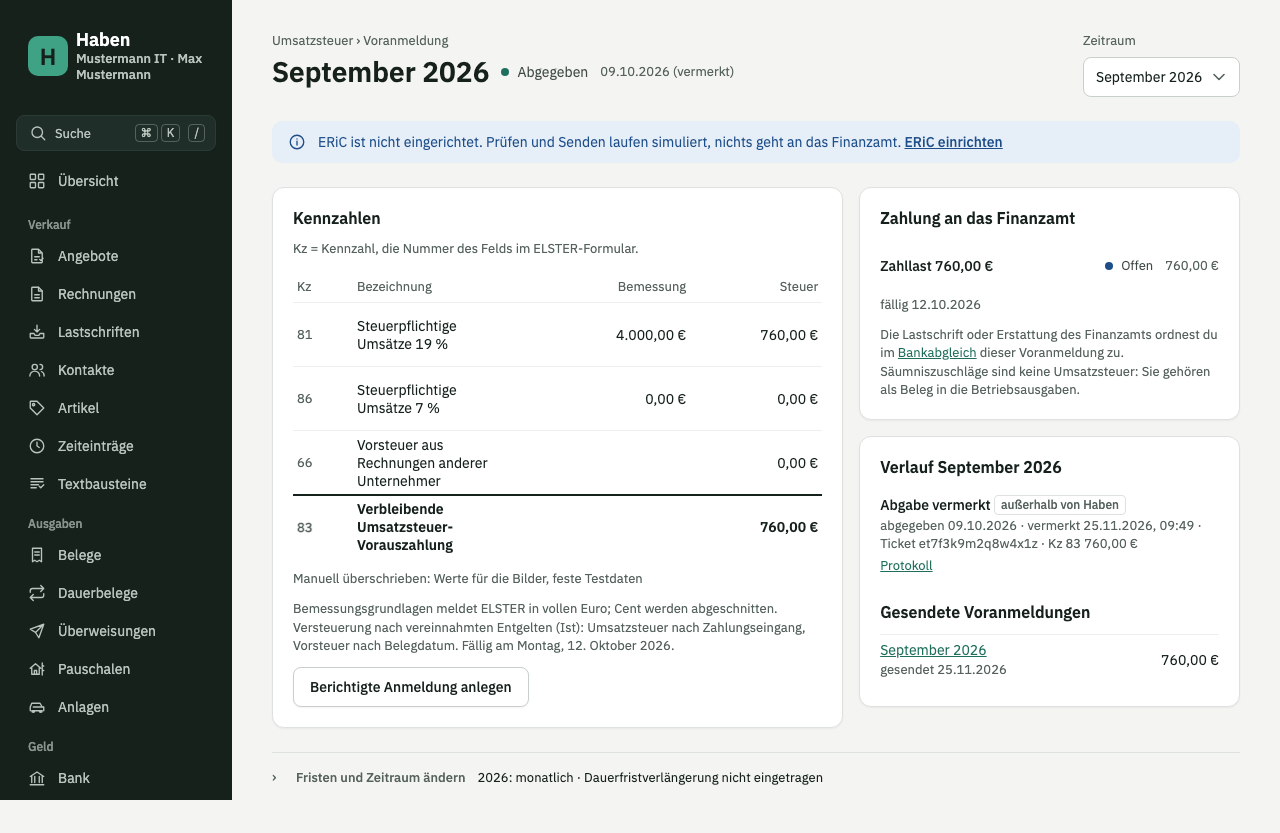 H
Haben
Mustermann IT · Max
Mustermann
Suche ⌘ K /
Übersicht
Verkauf
Angebote
Rechnungen
Lastschriften
Kontakte
Artikel
Zeiteinträge
Textbausteine
Ausgaben
Belege
Dauerbelege
Überweisungen
Pauschalen
Anlagen
Geld
Bank
Umsatzsteuer › Voranmeldung
September 2026 Abgegeben 09.10.2026 (vermerkt)
Zeitraum
September 2026
ERiC ist nicht eingerichtet. Prüfen und Senden laufen simuliert, nichts geht an das Finanzamt. ERiC einrichten
Kennzahlen
Kz = Kennzahl, die Nummer des Felds im ELSTER-Formular.
Kz Bezeichnung Bemessung Steuer
81 Steuerpflichtige
Umsätze 19 % 4.000,00 € 760,00 €
86 Steuerpflichtige
Umsätze 7 % 0,00 € 0,00 €
66 Vorsteuer aus
Rechnungen anderer
Unternehmer 0,00 €
83 Verbleibende
Umsatzsteuer-
Vorauszahlung 760,00 €
Manuell überschrieben: Werte für die Bilder, feste Testdaten
Bemessungsgrundlagen meldet ELSTER in vollen Euro; Cent werden abgeschnitten.
Versteuerung nach vereinnahmten Entgelten (Ist): Umsatzsteuer nach Zahlungseingang,
Vorsteuer nach Belegdatum. Fällig am Montag, 12. Oktober 2026.
Berichtigte Anmeldung anlegen
Zahlung an das Finanzamt
Zahllast 760,00 € Offen 760,00 €
fällig 12.10.2026
Die Lastschrift oder Erstattung des Finanzamts ordnest du
im Bankabgleich dieser Voranmeldung zu.
Säumniszuschläge sind keine Umsatzsteuer: Sie gehören
als Beleg in die Betriebsausgaben.
Verlauf September 2026
Abgabe vermerkt außerhalb von Haben
abgegeben 09.10.2026 · vermerkt 25.11.2026, 09:49 ·
Ticket et7f3k9m2q8w4x1z · Kz 83 760,00 €
Protokoll
Gesendete Voranmeldungen
September 2026
gesendet 25.11.2026 760,00 €
› Fristen und Zeitraum ändern 2026: monatlich · Dauerfristverlängerung nicht eingetragen